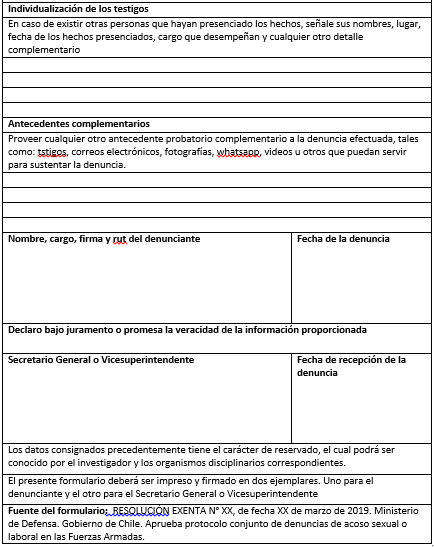 Individualización de los testigos
En caso de existir otras personas que hayan presenciado los hechos, señale sus nombres, lugar,
fecha de los hechos presenciados, cargo que desempeñan y cualquier otro detalle
complementario
Antecedentes complementarios
Proveer cualquier otro antecedente probatorio complementario a la denuncia efectuada, tales
como: tstigos, correos electrónicos, fotografías, whatsapp, videos u otros que puedan servir
para sustentar la denuncia.
Nombre, cargo, firma y rut del denunciante
Fecha de la denuncia
Declaro bajo juramento o promesa la veracidad de la información proporcionada
Secretario General o Vicesuperintendente
Fecha de recepción de la
denuncia
Los datos consignados precedentemente tiene el carácter de reservado, el cual podrá ser
conocido por el investigador y los organismos disciplinarios correspondientes.
El presente formulario deberá ser impreso y firmado en dos ejemplares. Uno para el
denunciante y el otro para el Secretario General o Vicesuperintendente
Fuente del formulario: RESOLUCIÓN EXENTA N° XX, de fecha XX de marzo de 2019. Ministerio
de Defensa. Gobierno de Chile. Aprueba protocolo conjunto de denuncias de acoso sexual o
laboral en las Fuerzas Armadas.